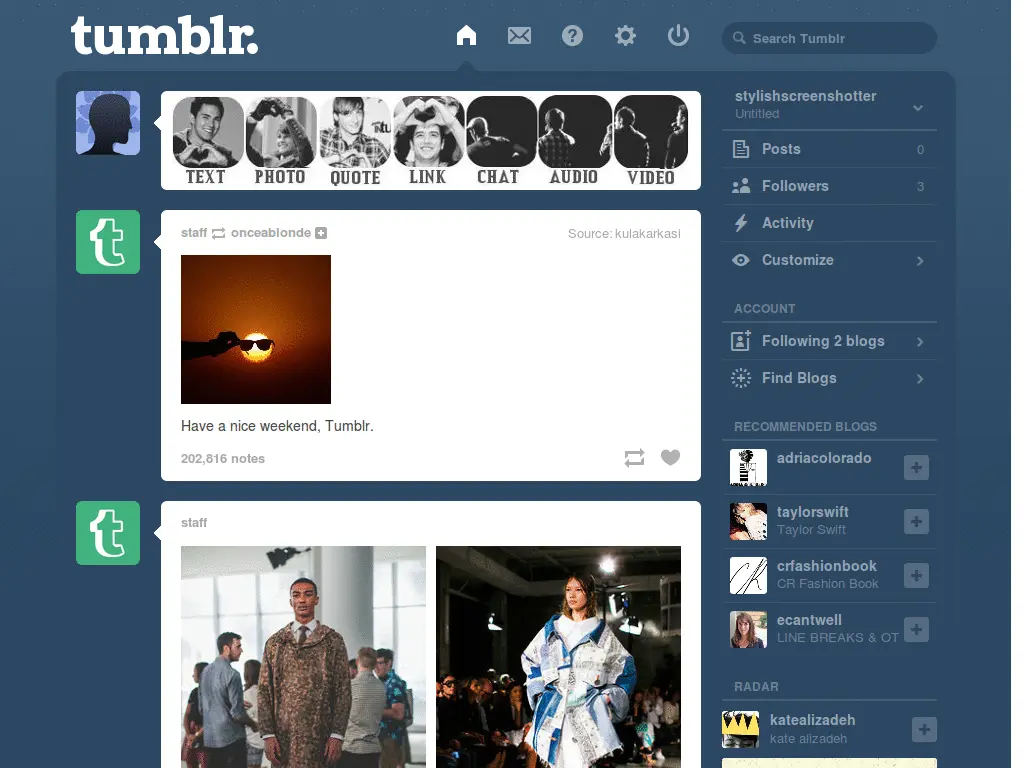 tumblr.
Search Tumblr
TEXT PHOTO QUOTE LINK CHAT AUDIO VIDEO
staff onceablonde
Source: kulakarkasi
Have a nice weekend, Tumblr.
202,816 notes
staff
stylishscreenshotter
Untitled
Posts 0
Followers 3
Activity
Customize
ACCOUNT
Following 2 blogs
Find Blogs
RECOMMENDED BLOGS
adriacolorado
taylorswift
Taylor Swift
crfashionbook
CR Fashion Book
ecantwell
LINE BREAKS & OT
RADAR
katealizadeh
kate alizadeh